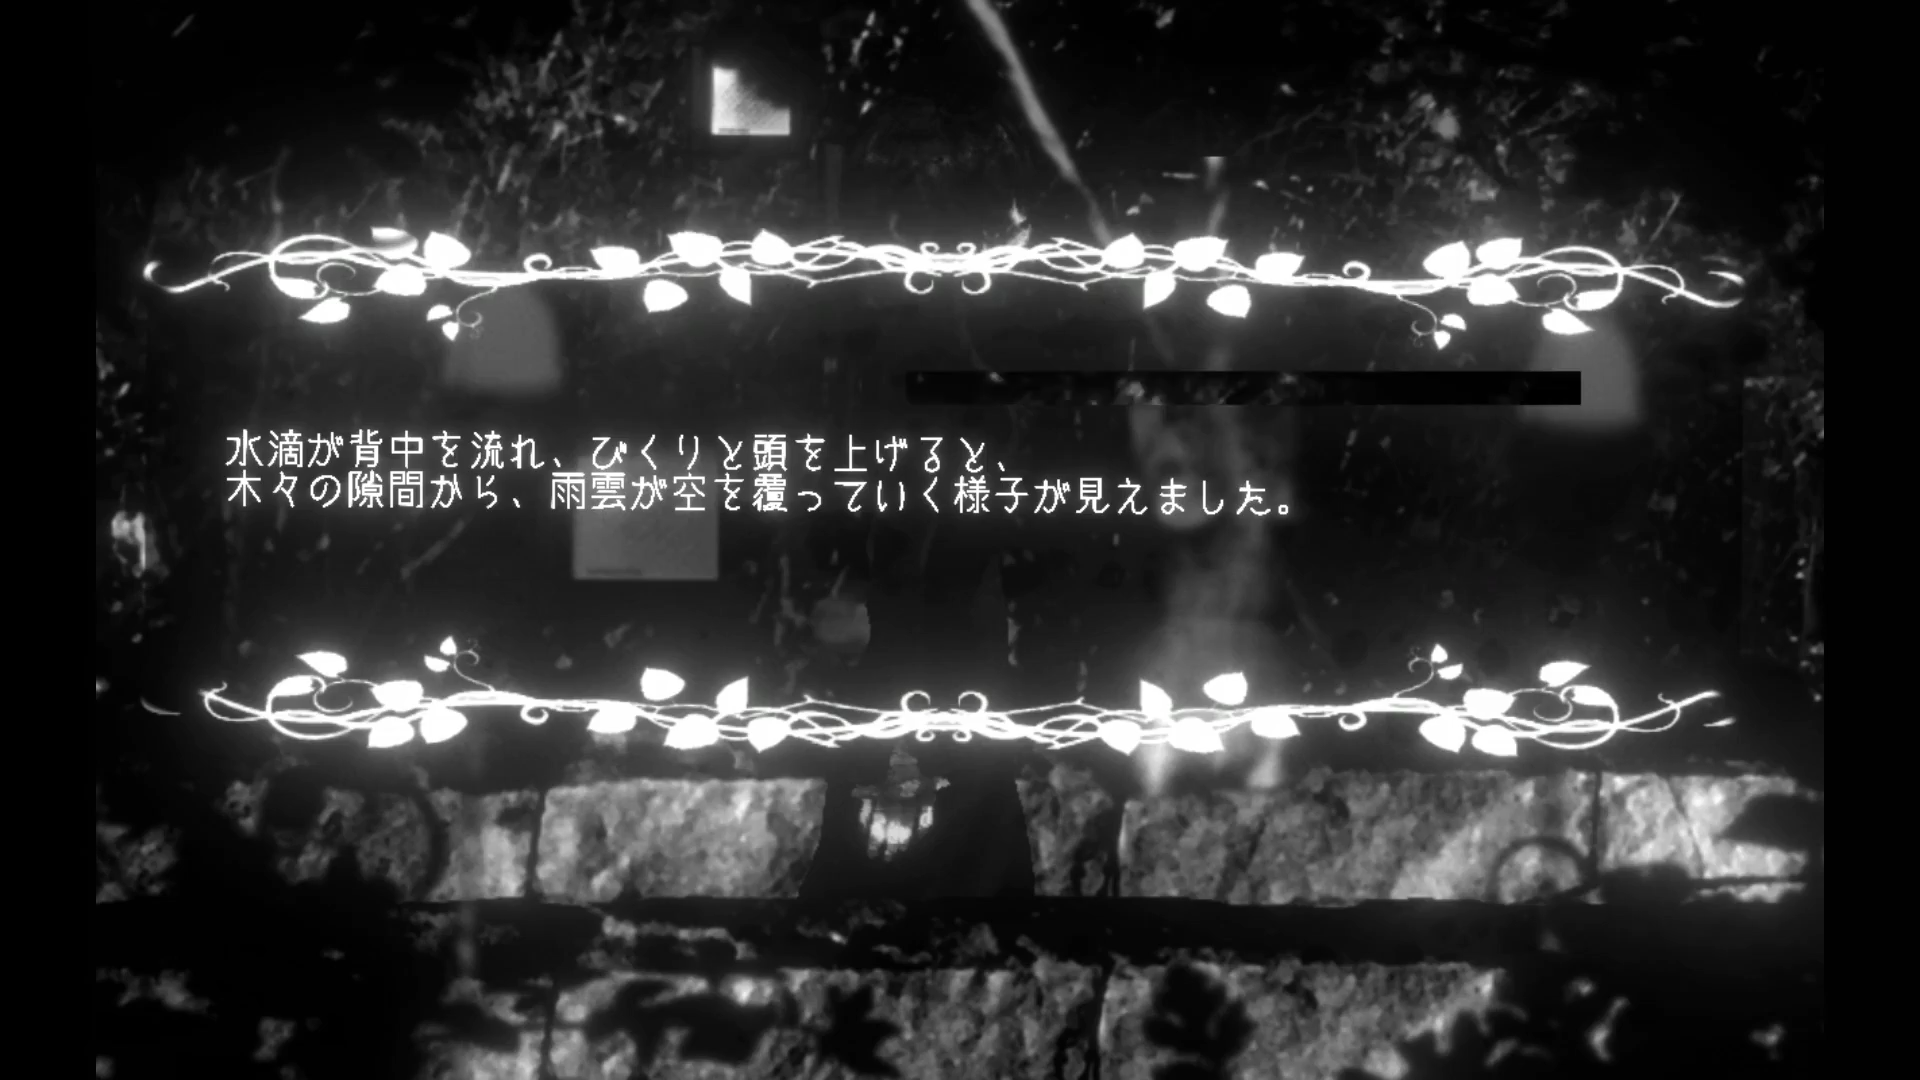 水滴が背中を流れ、びくりと頭を上げると、
木々の隙間から、雨雲が空を覆っていく様子が見えました。